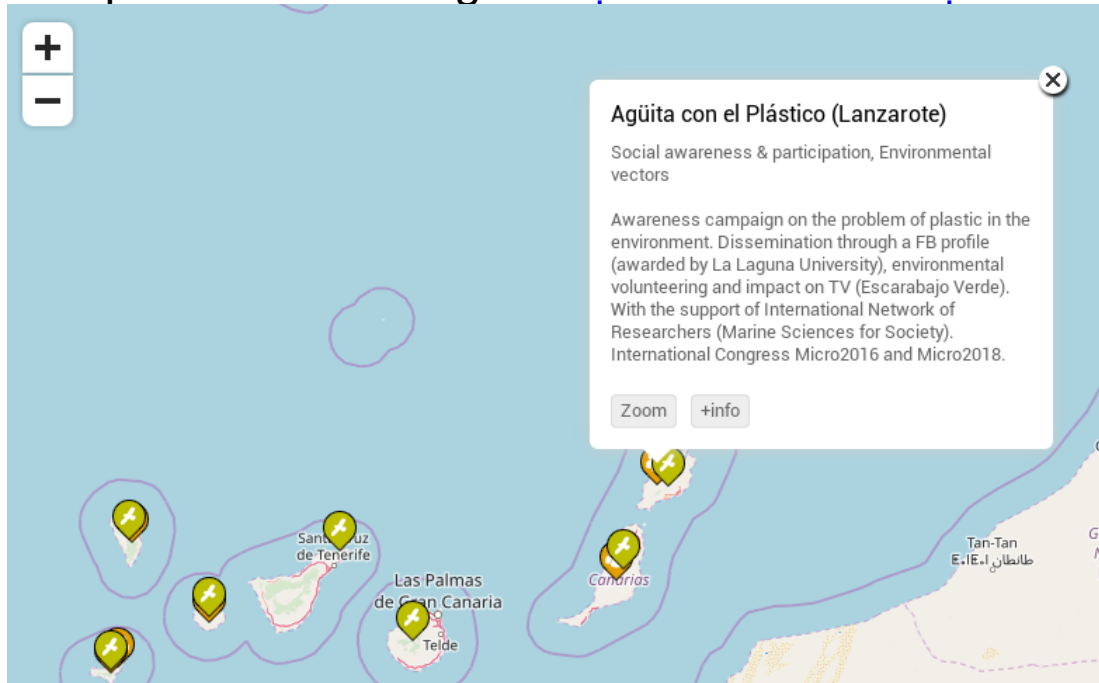 +
−
Agüita con el Plástico (Lanzarote)
Social awareness & participation, Environmental
vectors
Awareness campaign on the problem of plastic in the
environment. Dissemination through a FB profile
(awarded by La Laguna University), environmental
volunteering and impact on TV (Escarabajo Verde).
With the support of International Network of
Researchers (Marine Sciences for Society).
International Congress Micro2016 and Micro2018.
Zoom +info
de Tenerife
Las Palmas
de Gran Canaria
Telde
Canarias
Tan-Tan
ⵟⴰⵏⵟⴰⵏ طانطان